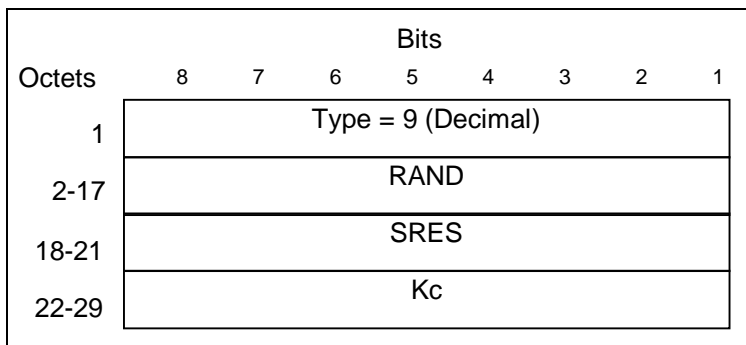 Bits
Octets 8 7 6 5 4 3 2 1
1 Type = 9 (Decimal)
2-17 RAND
18-21 SRES
22-29 Kc